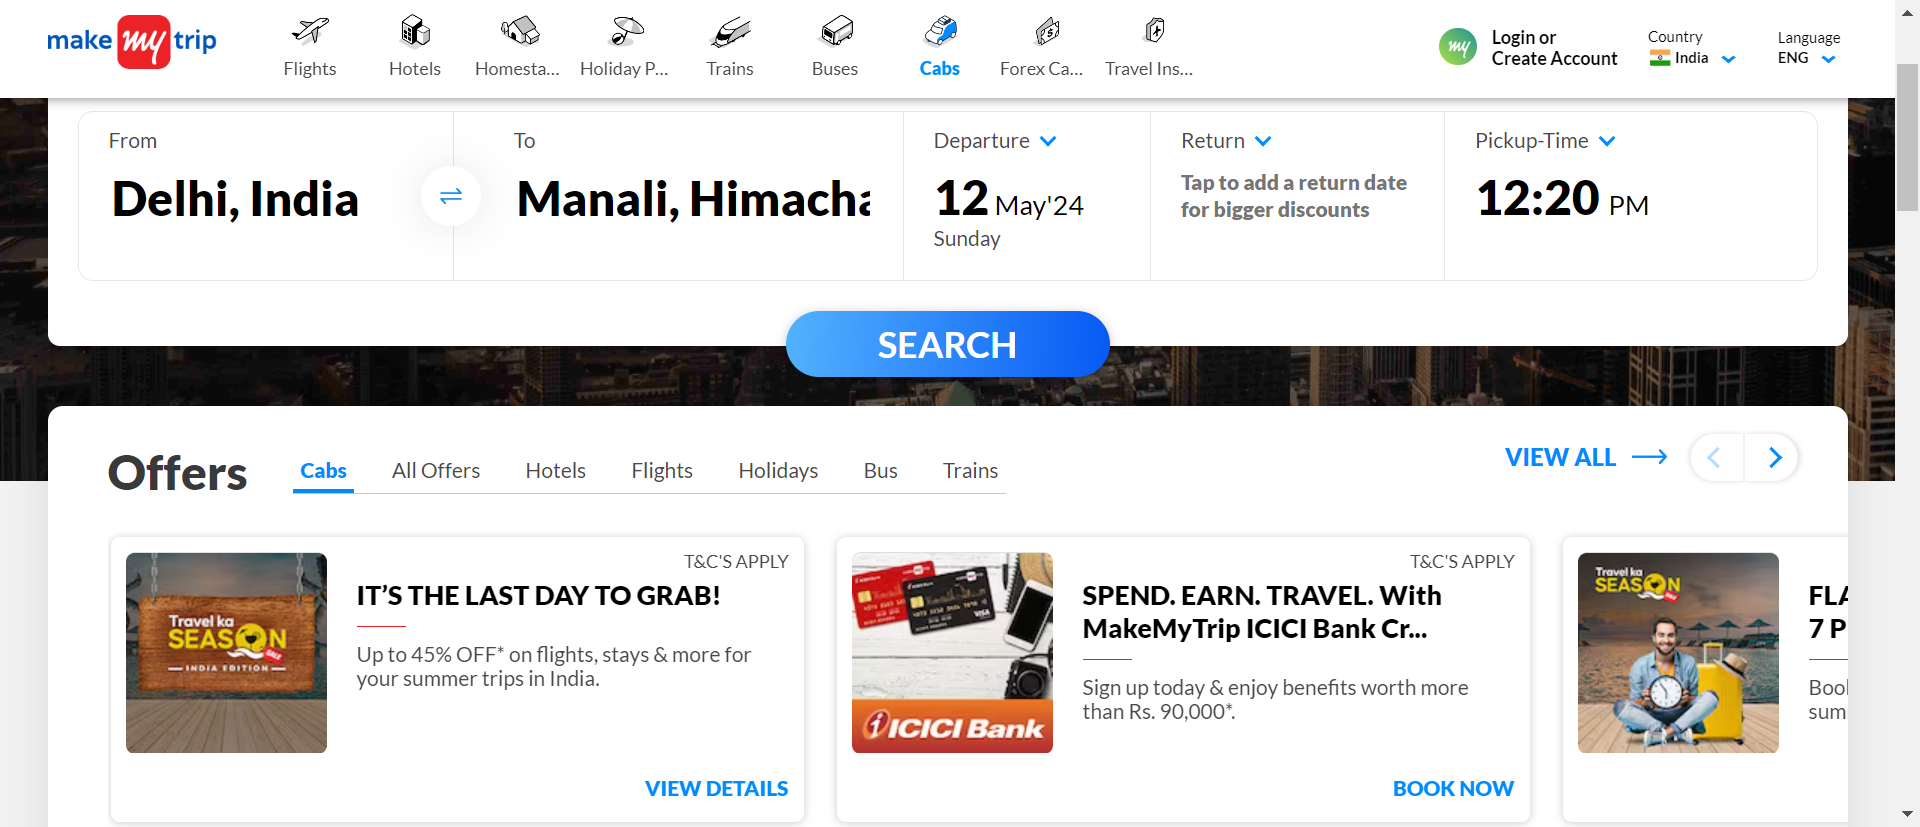 make my trip
Flights
Hotels
Homesta...
Holiday P...
Trains
Buses
Cabs
Forex Ca...
Travel Ins...
my
Login or
Create Account
Country
India
Language
ENG
From
Delhi, India
To
Manali, Himacha
Departure
12 May'24
Sunday
Return
Tap to add a return date
for bigger discounts
Pickup-Time
12:20 PM
SEARCH
Offers
Cabs
All Offers
Hotels
Flights
Holidays
Bus
Trains
VIEW ALL
Travel ka
SEASON
SALE
INDIA EDITION
T&C'S APPLY
IT’S THE LAST DAY TO GRAB!
Up to 45% OFF* on flights, stays & more for
your summer trips in India.
VIEW DETAILS
VISA
ICICI Bank
T&C'S APPLY
SPEND. EARN. TRAVEL. With
MakeMyTrip ICICI Bank Cr...
Sign up today & enjoy benefits worth more
than Rs. 90,000*.
BOOK NOW
Travel ka
SEASON
SALE
FLA
7 P
Bool
sum